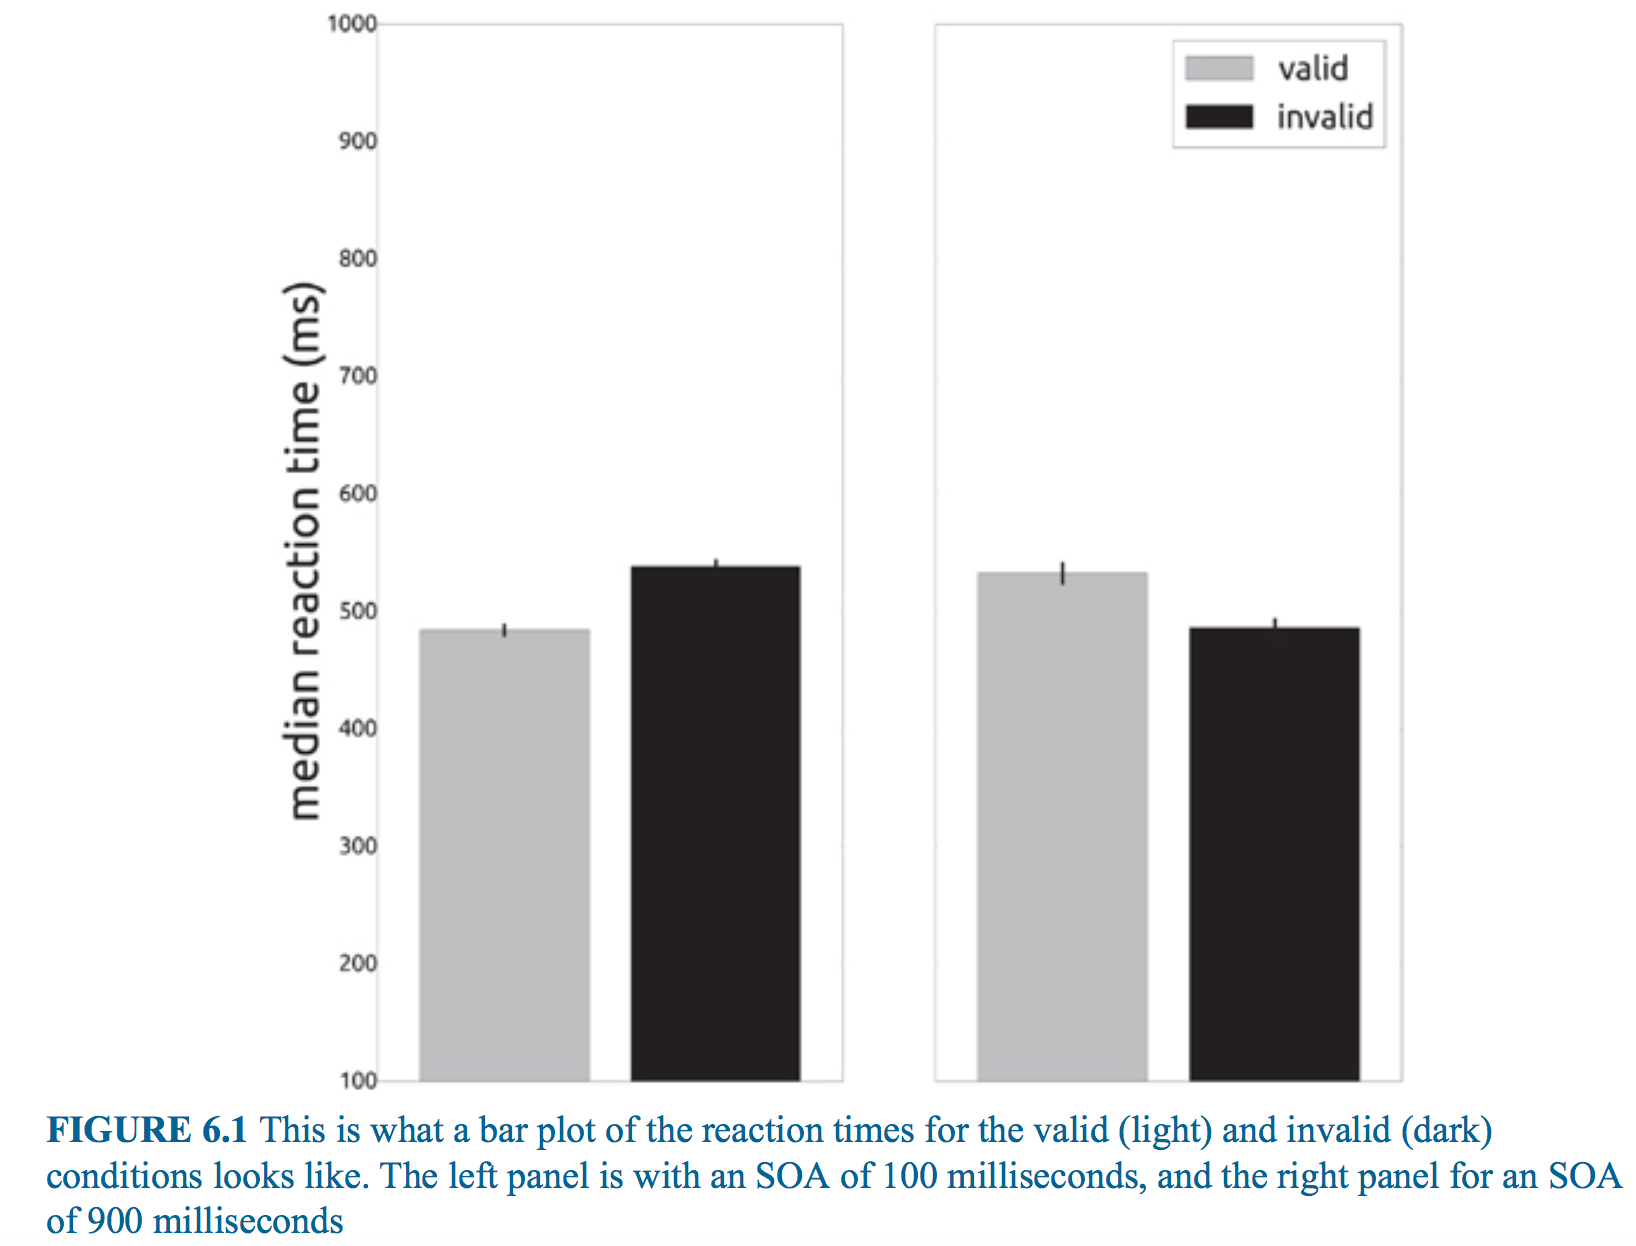 1000
900
800
700
600
500
400
300
200
100
median reaction time (ms)
valid
invalid
FIGURE 6.1 This is what a bar plot of the reaction times for the valid (light) and invalid (dark)
conditions looks like. The left panel is with an SOA of 100 milliseconds, and the right panel for an SOA
of 900 milliseconds